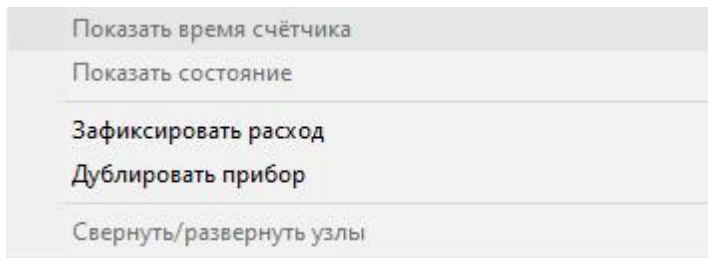 Показать время счётчика
Показать состояние
Зафиксировать расход
Дублировать прибор
Свернуть/развернуть узлы